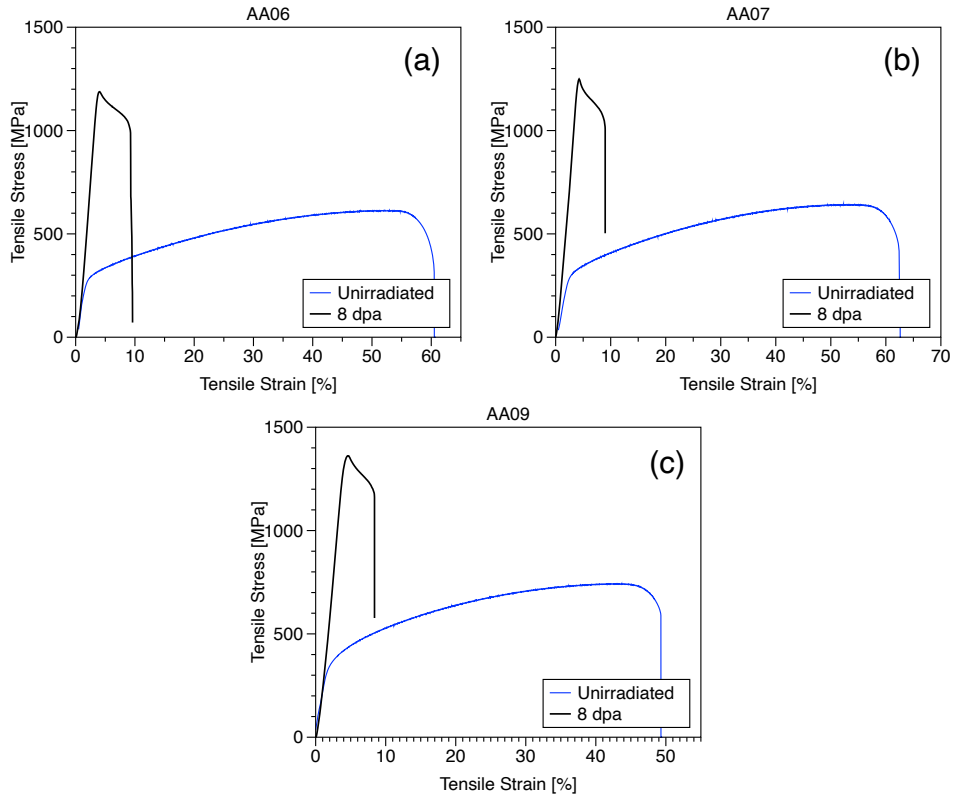 AA06
(a)
1500
1000
500
0
Tensile Stress [MPa]
Unirradiated
8 dpa
0 10 20 30 40 50 60
Tensile Strain [%]
AA07
(b)
1500
1000
500
0
Tensile Stress [MPa]
Unirradiated
8 dpa
0 10 20 30 40 50 60 70
Tensile Strain [%]
AA09
(c)
1500
1000
500
0
Tensile Stress [MPa]
Unirradiated
8 dpa
0 10 20 30 40 50
Tensile Strain [%]